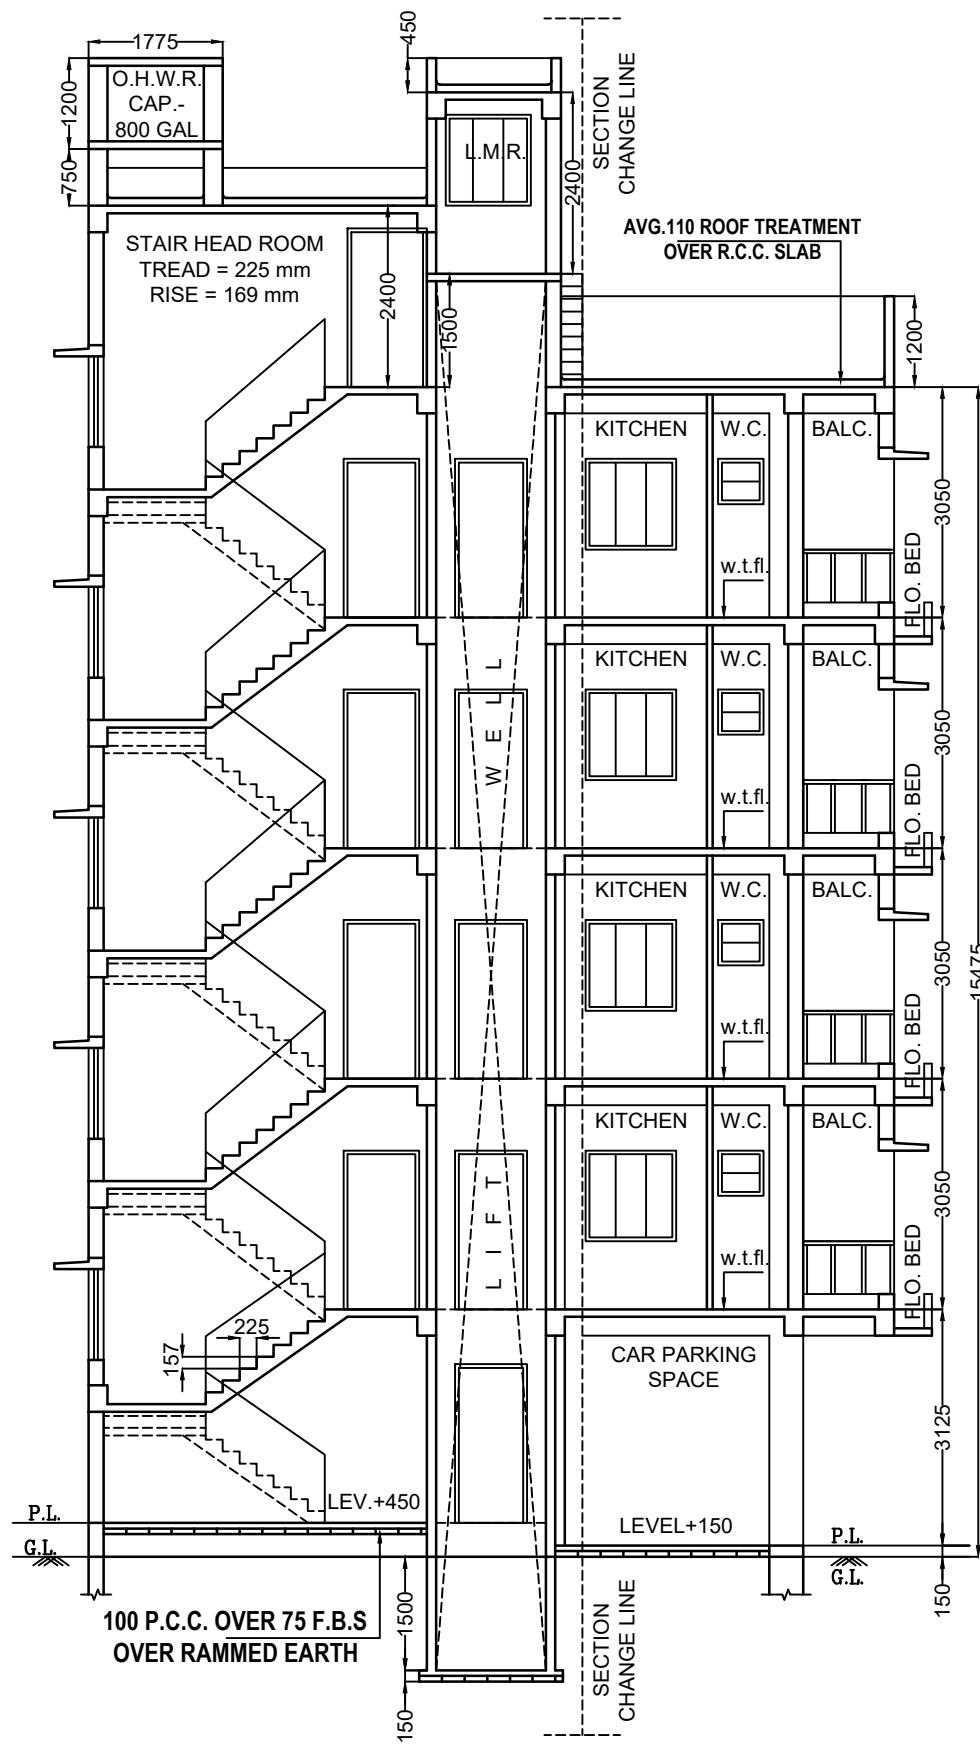 1775
450
O.H.W.R.
CAP.-
800 GAL
1200
750
L.M.R.
2400
SECTION
CHANGE LINE
AVG.110 ROOF TREATMENT
OVER R.C.C. SLAB
STAIR HEAD ROOM
TREAD = 225 mm
RISE = 169 mm
2400
1500
1200
KITCHEN
W.C.
BALC.
3050
w.t.fl.
FLO. BED
KITCHEN
W.C.
BALC.
WELL
3050
w.t.fl.
FLO. BED
KITCHEN
W.C.
BALC.
3050
15475
w.t.fl.
FLO. BED
KITCHEN
W.C.
BALC.
3050
LIFT
w.t.fl.
FLO. BED
225
157
CAR PARKING
SPACE
3125
LEV.+450
P.L.
LEVEL+150
P.L.
G.L.
G.L.
150
100 P.C.C. OVER 75 F.B.S
OVER RAMMED EARTH
1500
150
SECTION
CHANGE LINE